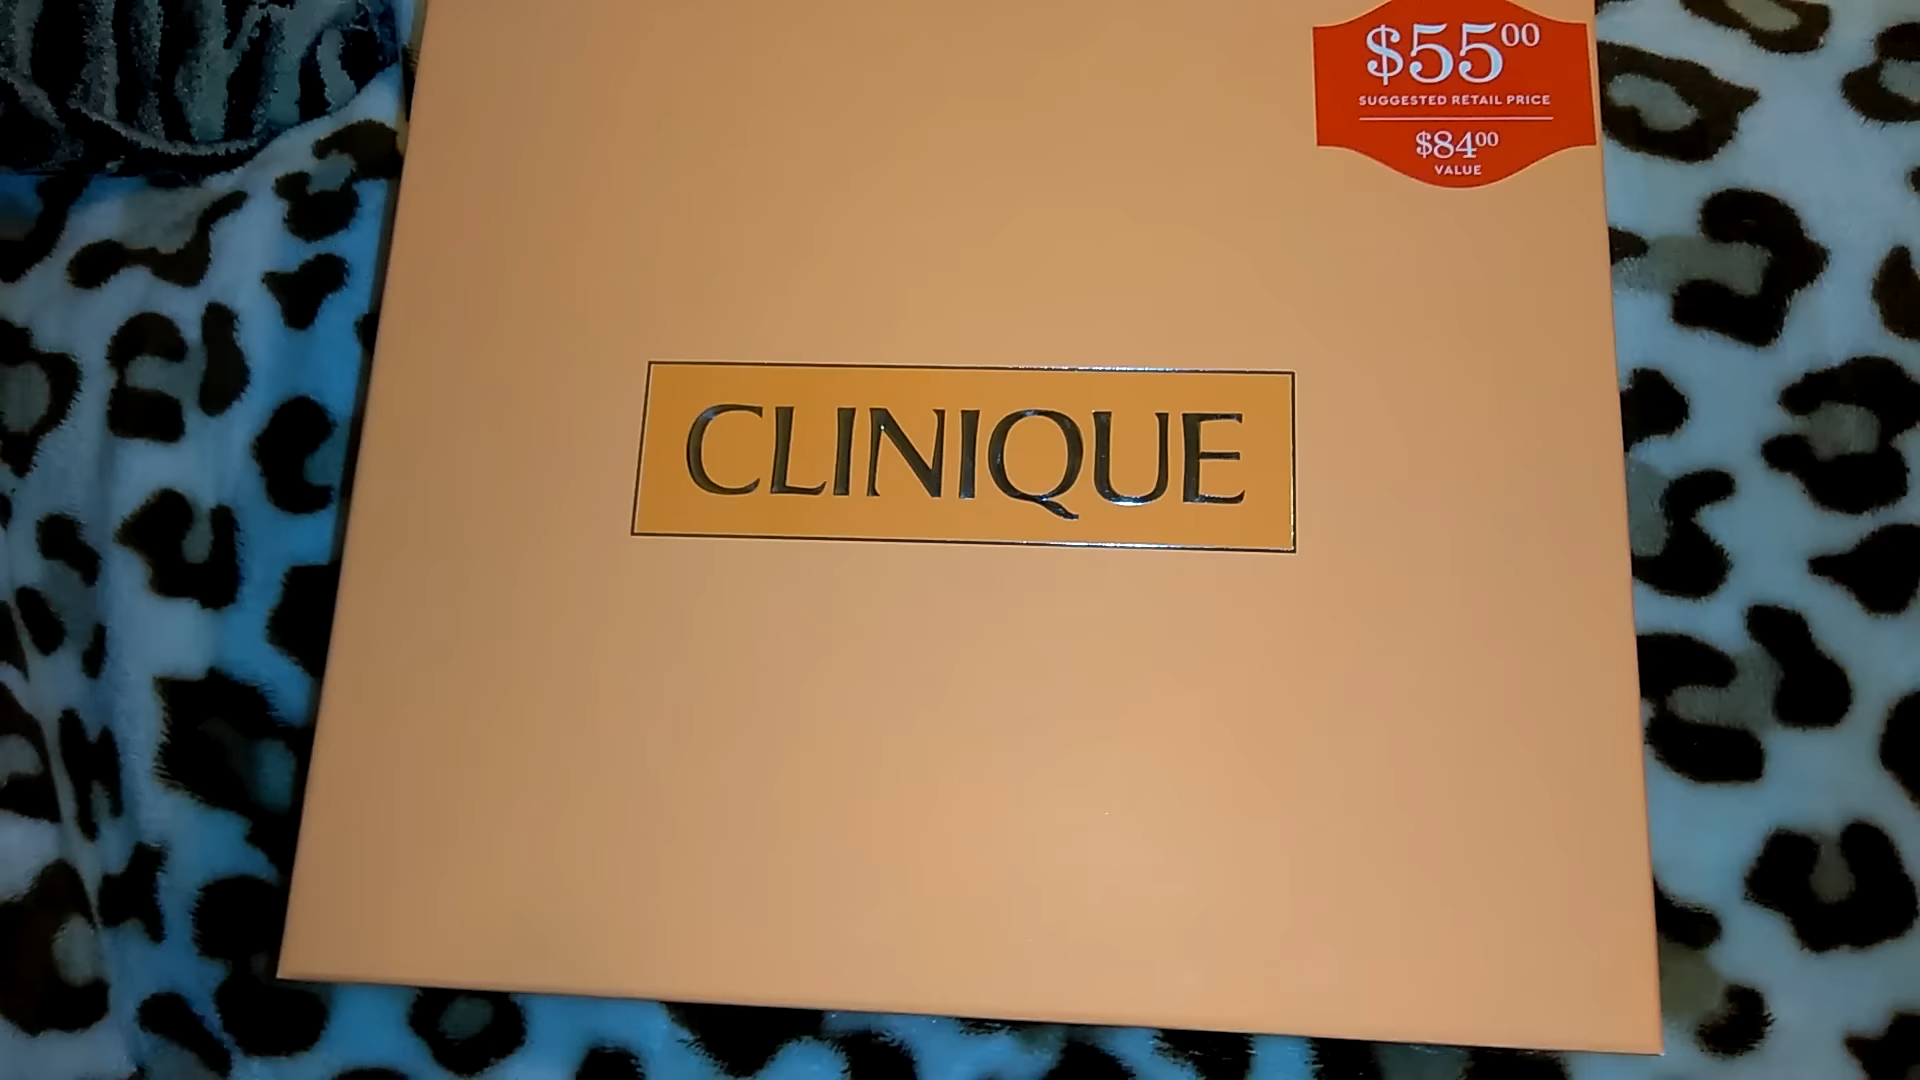 $55.00
SUGGESTED RETAIL PRICE
$84.00
VALUE
CLINIQUE